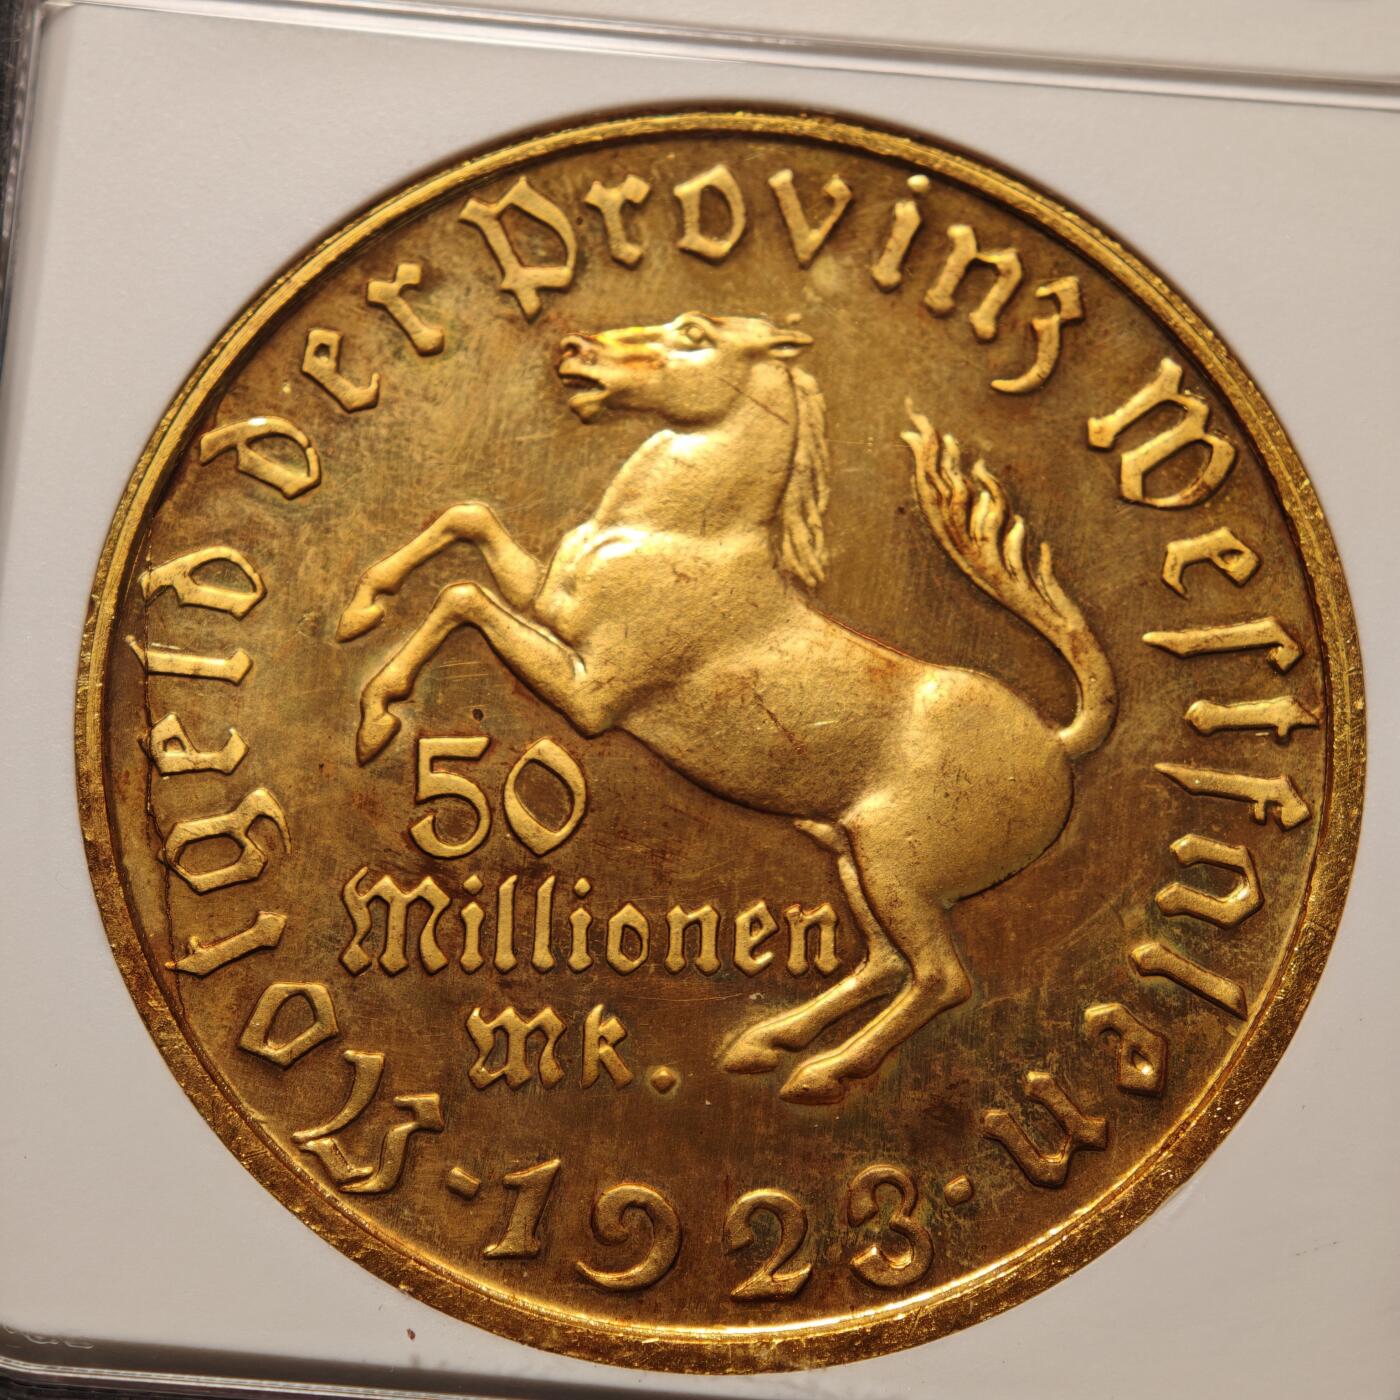 Notgeld der Provinz Westfalen
50
Millionen
Mk.
·1923·